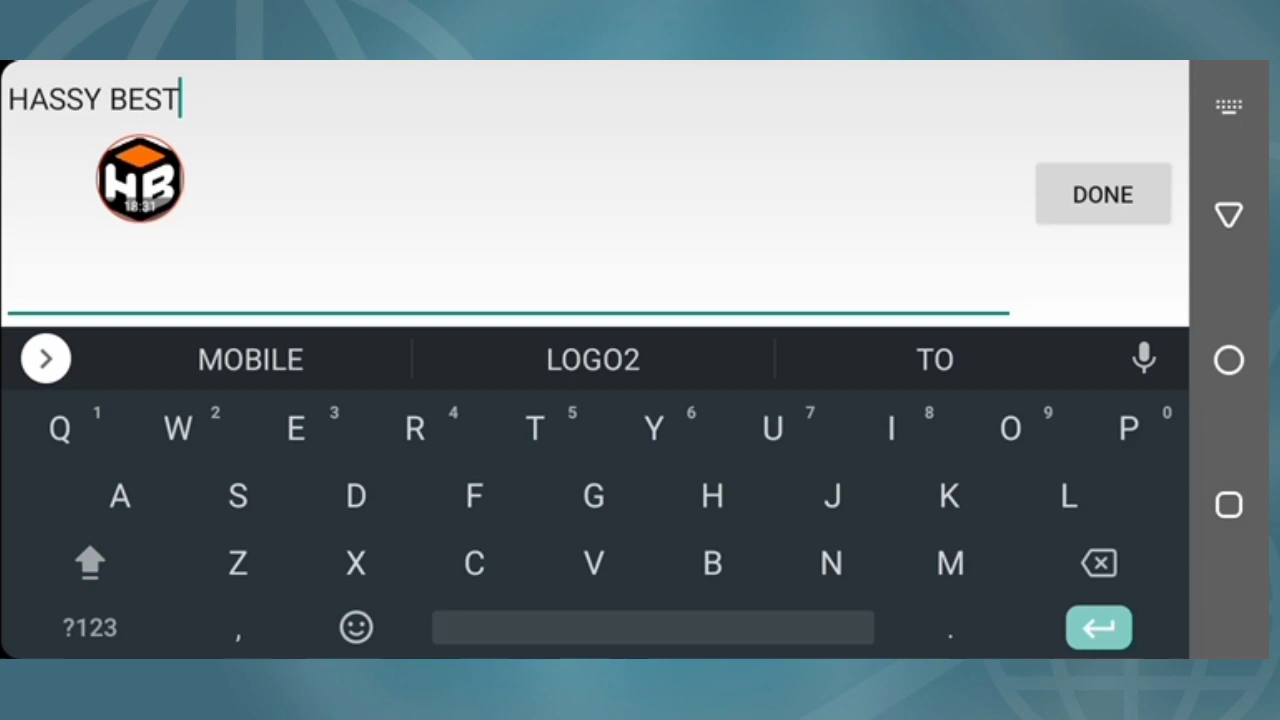 HASSY BEST
HB
18:31
DONE
MOBILE LOGO2 TO
Q 1 W 2 E 3 R 4 T 5 Y 6 U 7 I 8 O 9 P 0
A S D F G H J K L
Z X C V B N M
?123 , .